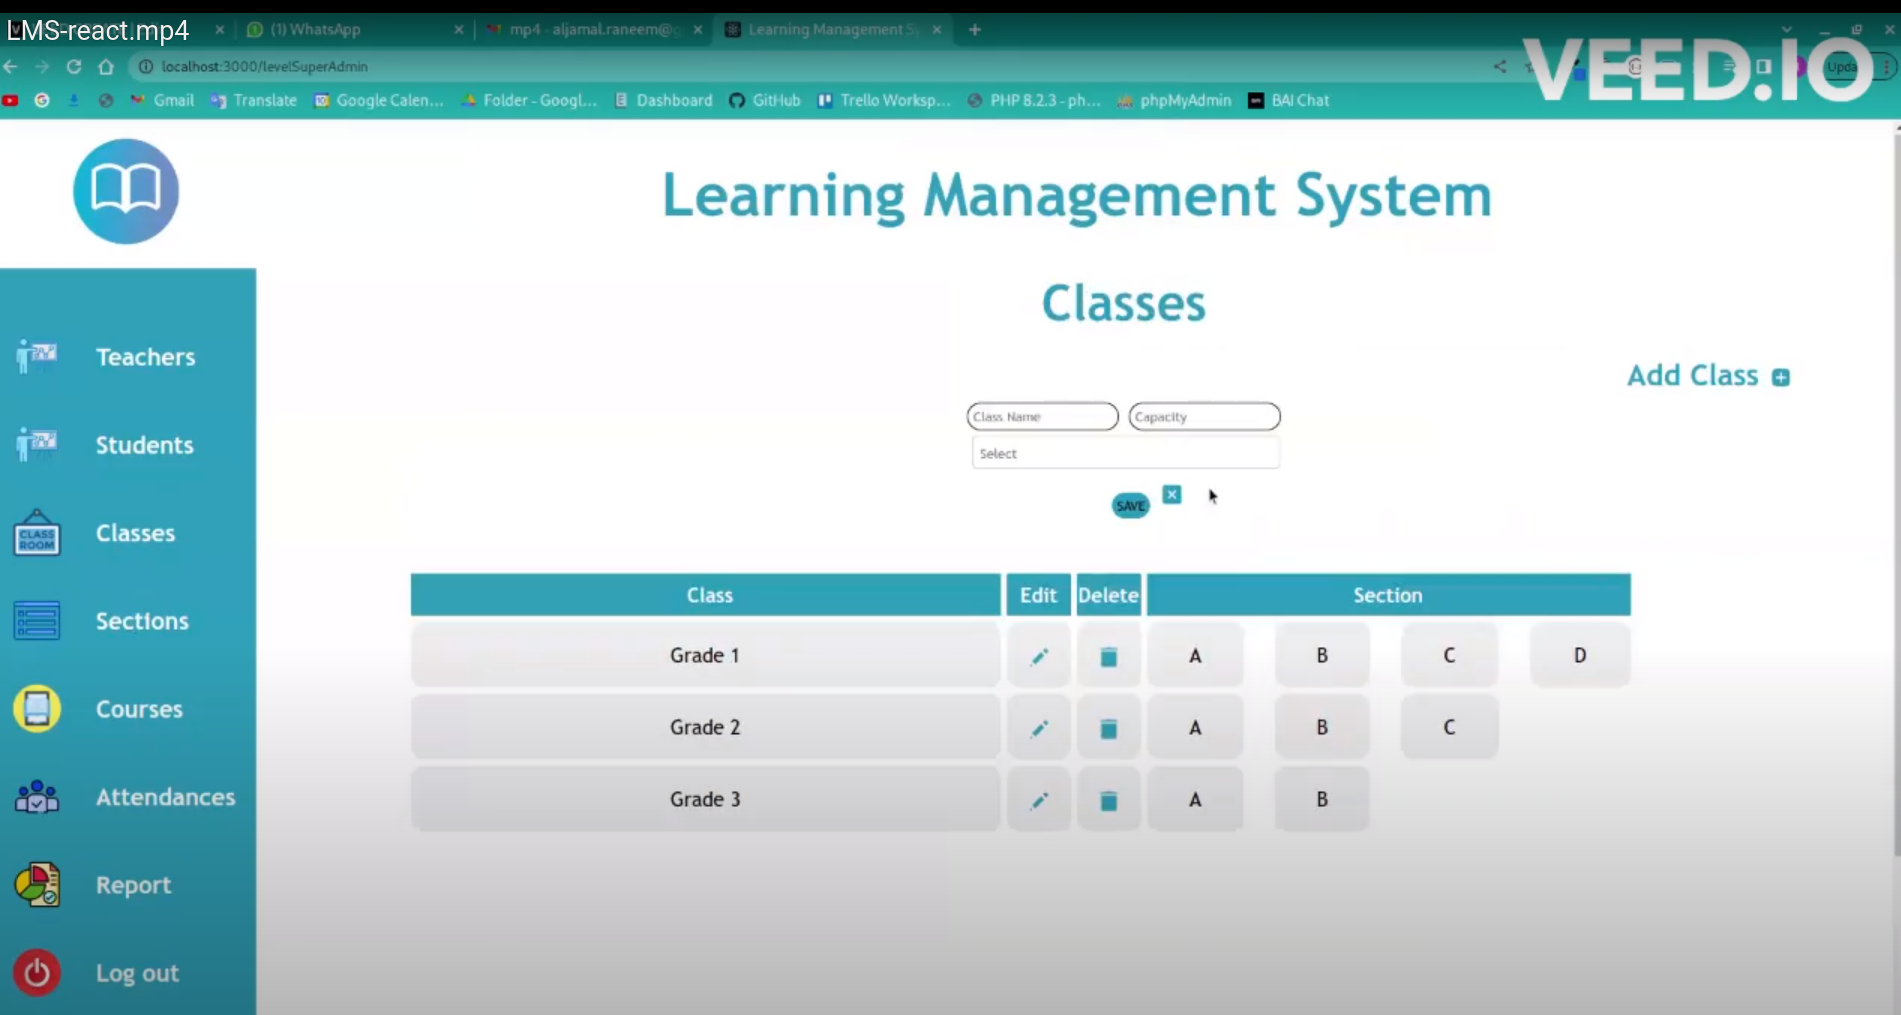 LMS-react.mp4
(1) WhatsApp
mp4 - aljamal.raneem@g
Learning Management Sy
localhost:3000/levelSuperAdmin
Upda
VEED.IO
Gmail
Translate
Google Calen...
Folder - Googl...
Dashboard
GitHub
Trello Worksp...
PHP 8.2.3 - ph...
phpMyAdmin
BAI Chat
Learning Management System
Classes
Add Class
Class Name
Capacity
Select
SAVE
Teachers
Students
CLASS
ROOM
Classes
Sections
Courses
Attendances
Report
Log out
Class Edit Delete Section
Grade 1 A B C D
Grade 2 A B C
Grade 3 A B